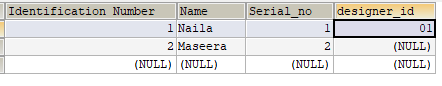 Identification Number Name Serial_no designer_id
1 Naila 1 01
2 Maseera 2 (NULL)
(NULL) (NULL) (NULL) (NULL)